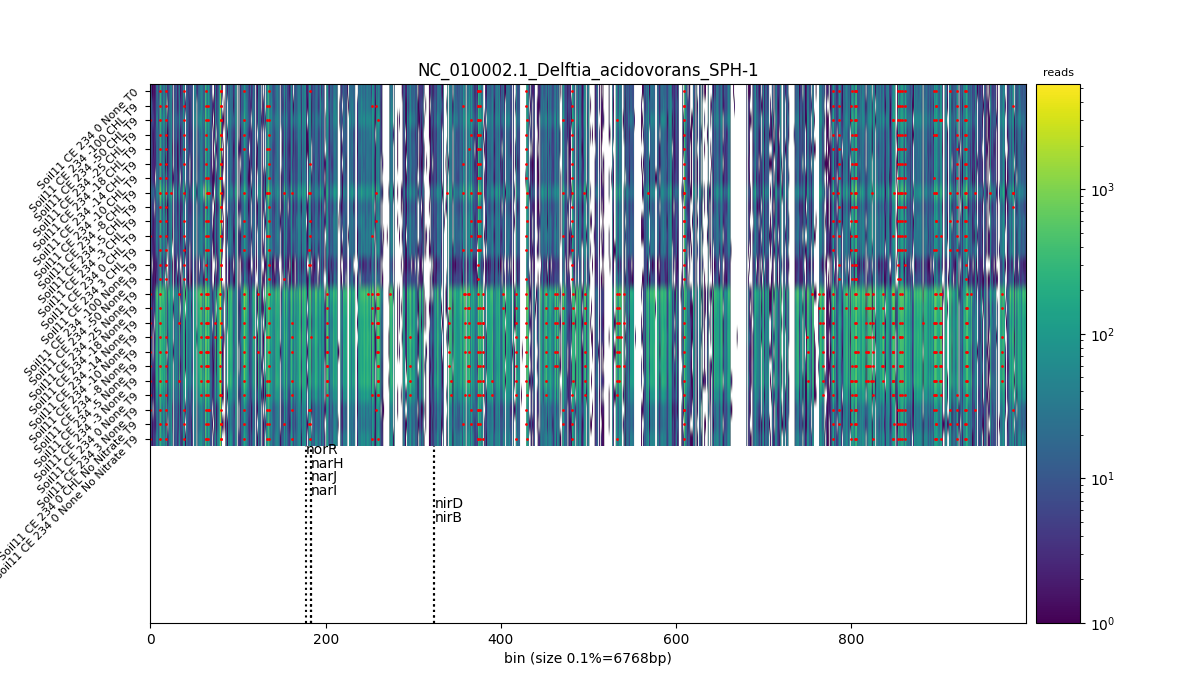 NC_010002.1_Delftia_acidovorans_SPH-1
reads
Soil11 CE 234 0 None T0
Soil11 CE 234 -100 CHL T9
Soil11 CE 234 -50 CHL T9
Soil11 CE 234 -25 CHL T9
Soil11 CE 234 -18 CHL T9
Soil11 CE 234 -14 CHL T9
Soil11 CE 234 -10 CHL T9
Soil11 CE 234 -8 CHL T9
Soil11 CE 234 -5 CHL T9
Soil11 CE 234 -3 CHL T9
Soil11 CE 234 0 CHL T9
Soil11 CE 234 3 CHL T9
Soil11 CE 234 -100 None T9
Soil11 CE 234 -50 None T9
Soil11 CE 234 -25 None T9
Soil11 CE 234 -18 None T9
Soil11 CE 234 -14 None T9
Soil11 CE 234 -10 None T9
Soil11 CE 234 -8 None T9
Soil11 CE 234 -5 None T9
Soil11 CE 234 -3 None T9
Soil11 CE 234 0 None T9
Soil11 CE 234 3 None T9
Soil11 CE 234 0 CHL No Nitrate T9
Soil11 CE 234 0 None No Nitrate T9
norR
narH
narJ
narI
nirD
nirB
10³
10²
10¹
10⁰
0 200 400 600 800
bin (size 0.1%=6768bp)